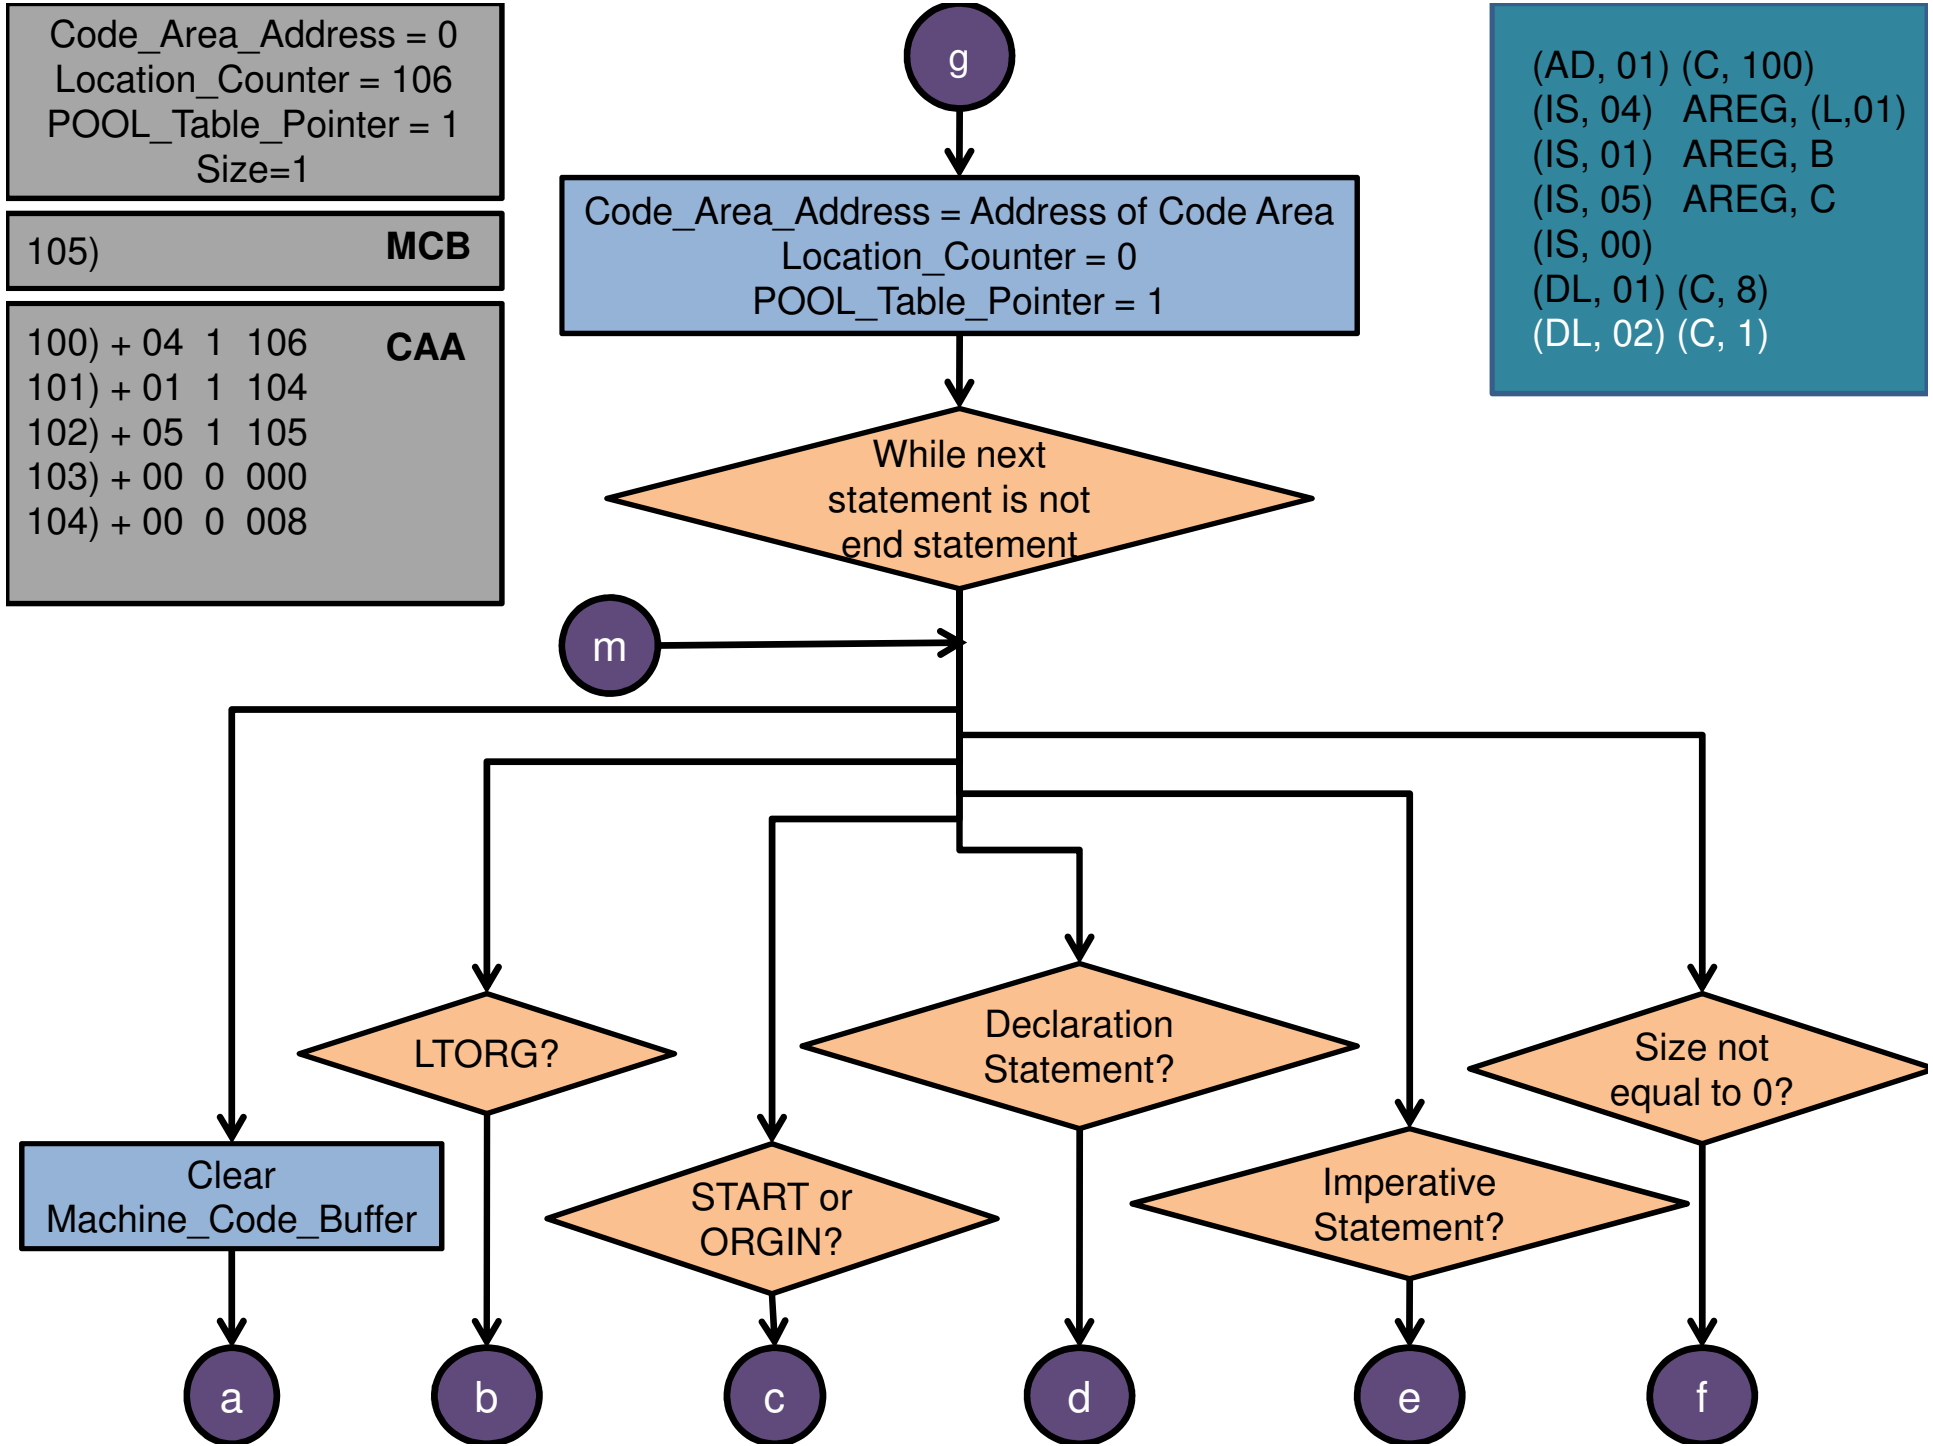 Code_Area_Address = 0
Location_Counter = 106
POOL_Table_Pointer = 1
Size=1
105)
MCB
100) + 04 1 106
CAA
101) + 01 1 104
102) + 05 1 105
103) + 00 0 000
104) + 00 0 008
g
Code_Area_Address = Address of Code Area
Location_Counter = 0
POOL_Table_Pointer = 1
(AD, 01) (C, 100)
(IS, 04) AREG, (L,01)
(IS, 01) AREG, B
(IS, 05) AREG, C
(IS, 00)
(DL, 01) (C, 8)
(DL, 02) (C, 1)
While next
statement is not
end statement
m
Clear
Machine_Code_Buffer
LTORG?
START or
ORGIN?
Declaration
Statement?
Imperative
Statement?
Size not
equal to 0?
a
b
c
d
e
f